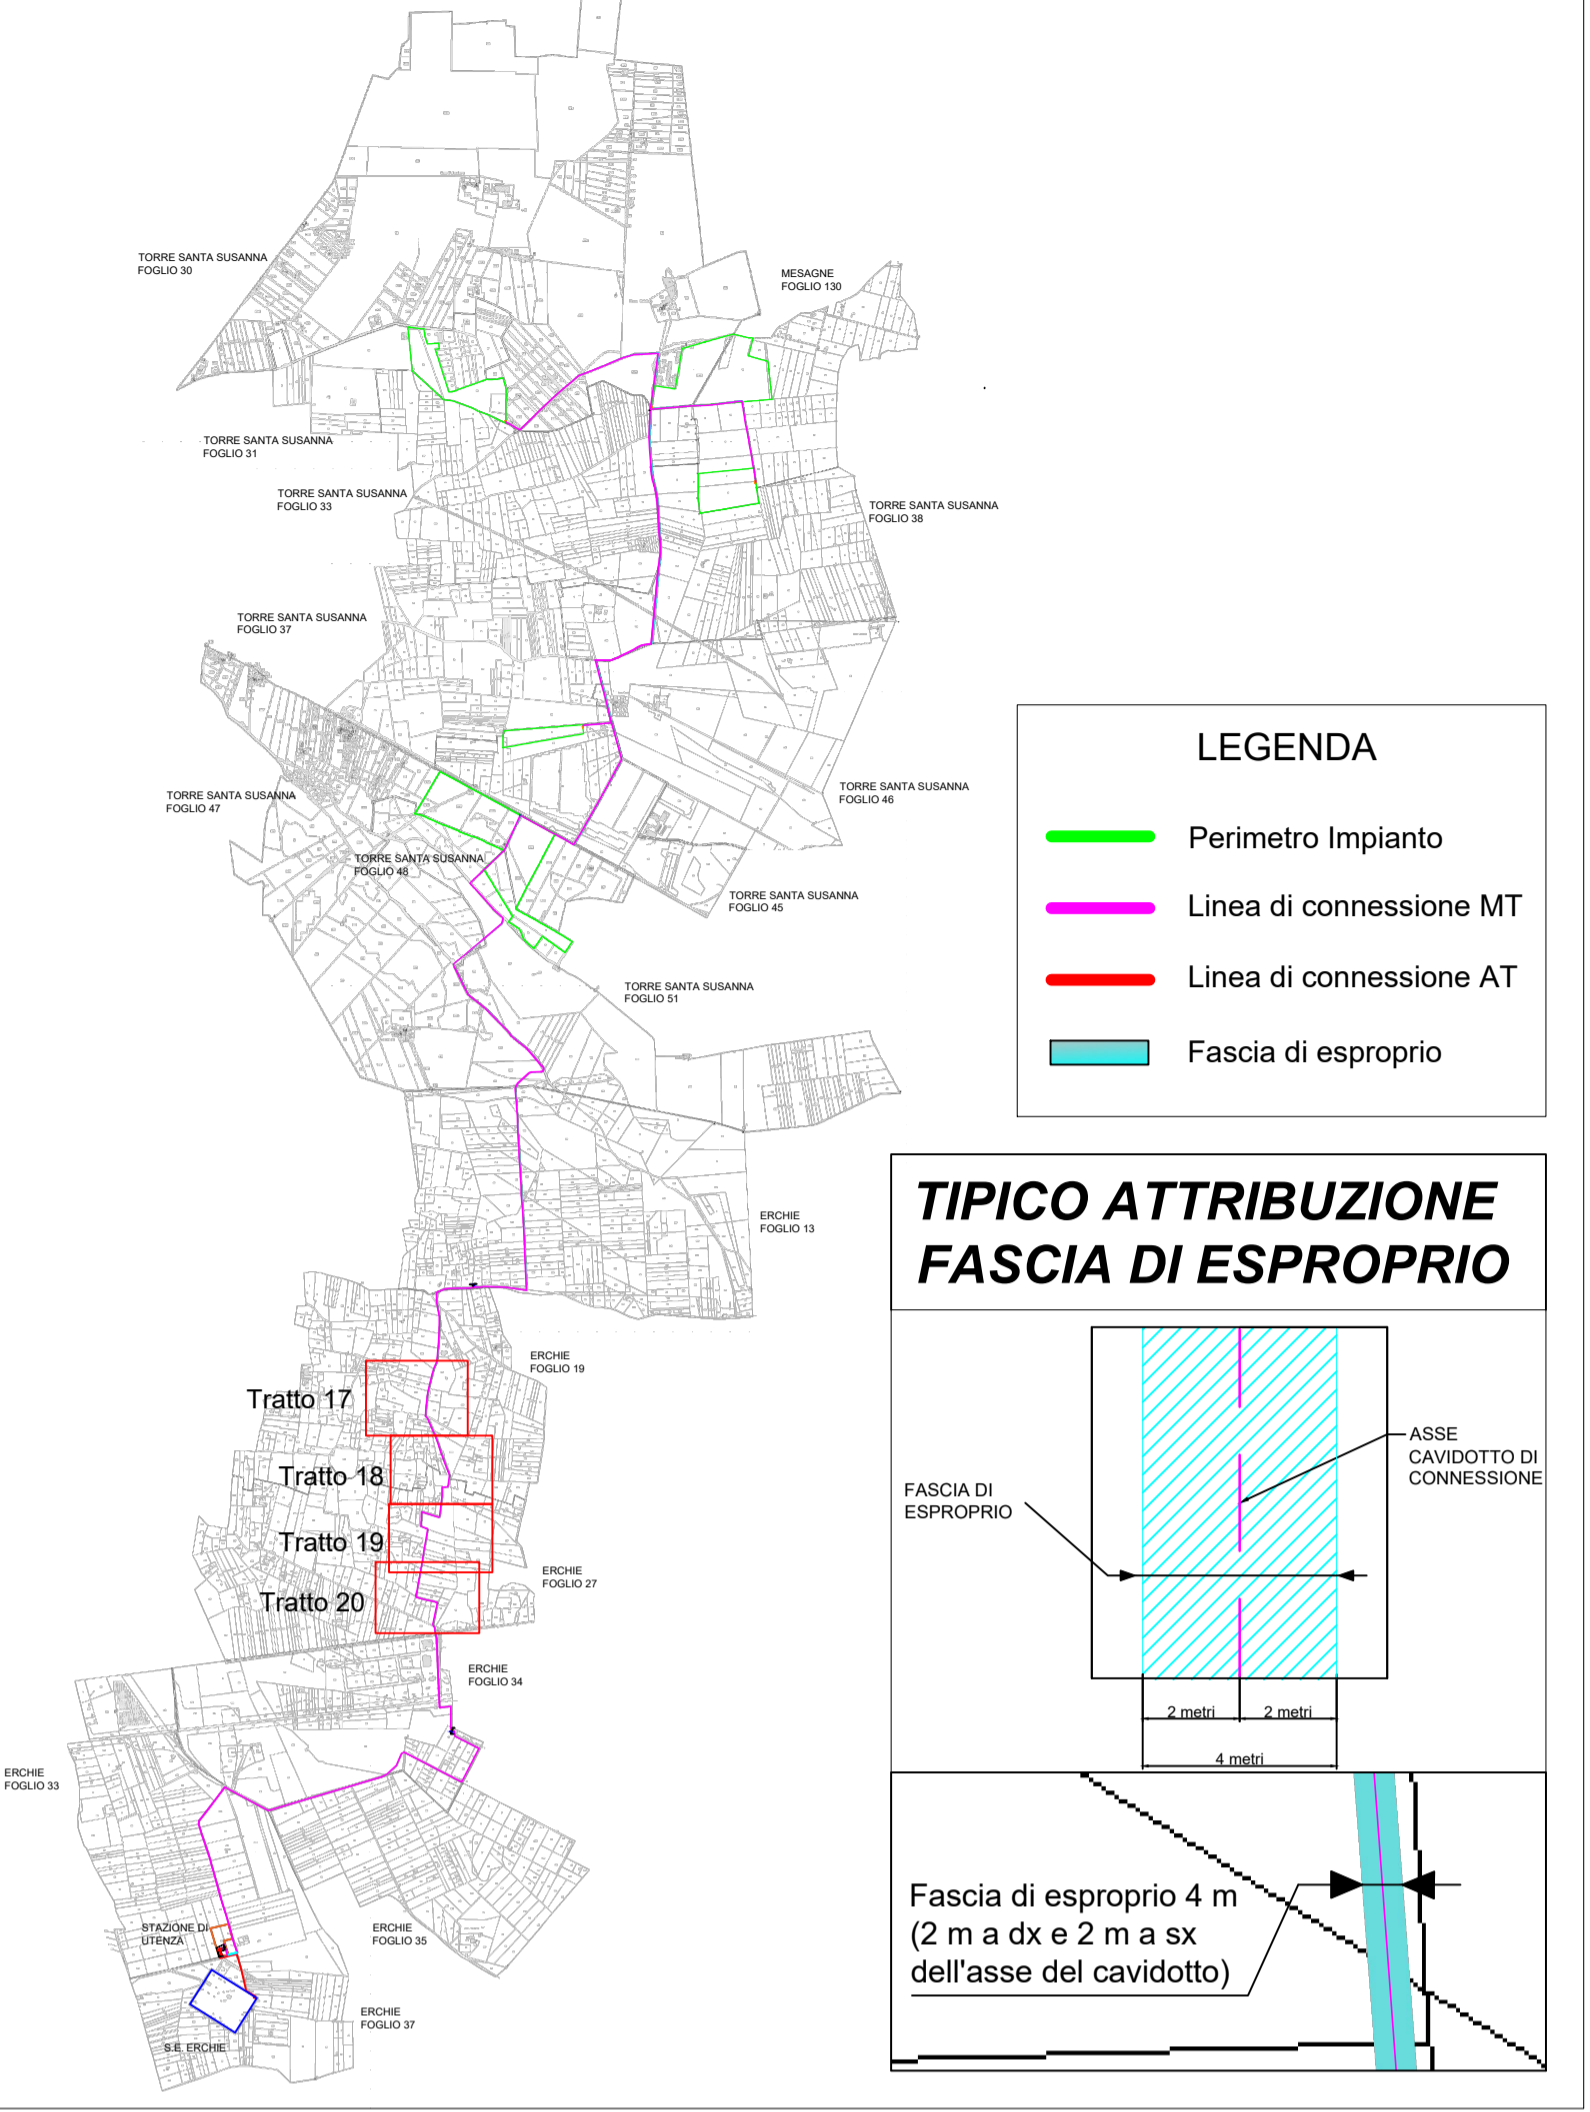 TORRE SANTA SUSANNA
FOGLIO 30
MESAGNE
FOGLIO 130
TORRE SANTA SUSANNA
FOGLIO 31
TORRE SANTA SUSANNA
FOGLIO 33
TORRE SANTA SUSANNA
FOGLIO 38
TORRE SANTA SUSANNA
FOGLIO 37
TORRE SANTA SUSANNA
FOGLIO 47
TORRE SANTA SUSANNA
FOGLIO 46
TORRE SANTA SUSANNA
FOGLIO 48
TORRE SANTA SUSANNA
FOGLIO 45
TORRE SANTA SUSANNA
FOGLIO 51
ERCHIE
FOGLIO 13
ERCHIE
FOGLIO 19
Tratto 17
Tratto 18
Tratto 19
Tratto 20
ERCHIE
FOGLIO 27
ERCHIE
FOGLIO 34
ERCHIE
FOGLIO 33
STAZIONE DI
UTENZA
ERCHIE
FOGLIO 35
ERCHIE
FOGLIO 37
S.E. ERCHIE
LEGENDA
Perimetro Impianto
Linea di connessione MT
Linea di connessione AT
Fascia di esproprio
TIPICO ATTRIBUZIONE
FASCIA DI ESPROPRIO
ASSE
CAVIDOTTO DI
CONNESSIONE
FASCIA DI
ESPROPRIO
2 metri
2 metri
4 metri
Fascia di esproprio 4 m
(2 m a dx e 2 m a sx
dell'asse del cavidotto)